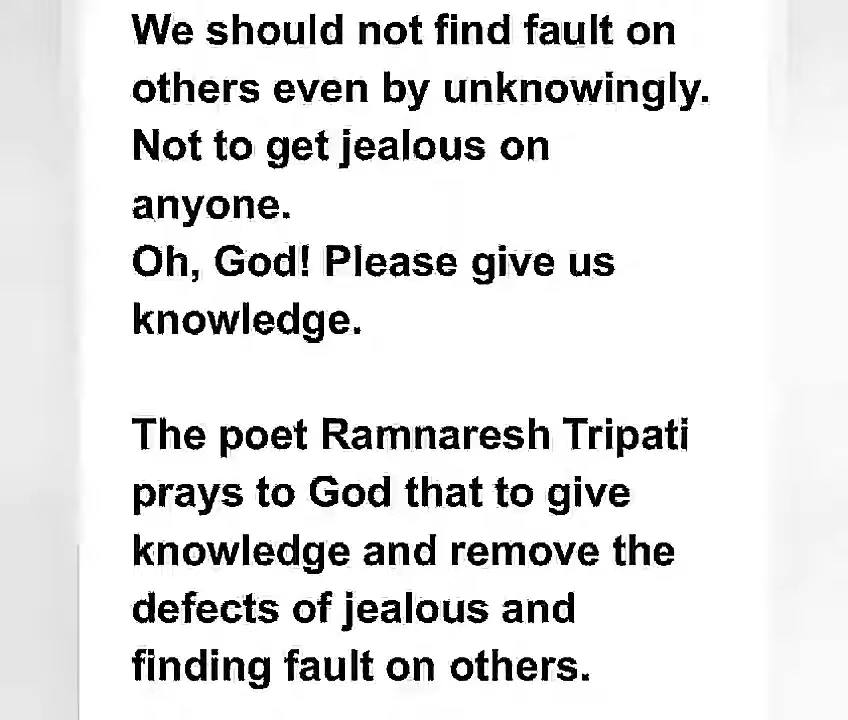 We should not find fault on
others even by unknowingly.
Not to get jealous on
anyone.
Oh, God! Please give us
knowledge.
The poet Ramnaresh Tripati
prays to God that to give
knowledge and remove the
defects of jealous and
finding fault on others.